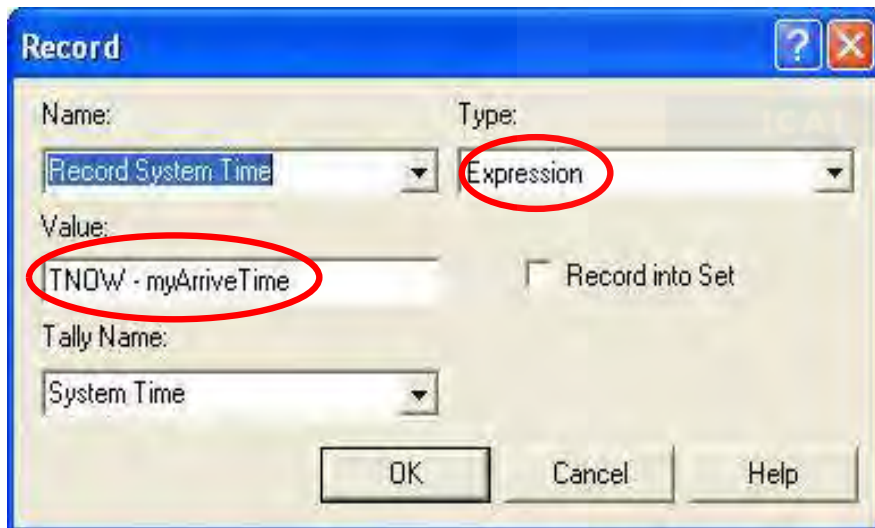 Record
Name:
Type:
Record System Time
Expression
Value:
TNOW - myArriveTime
Record into Set
Tally Name:
System Time
OK
Cancel
Help